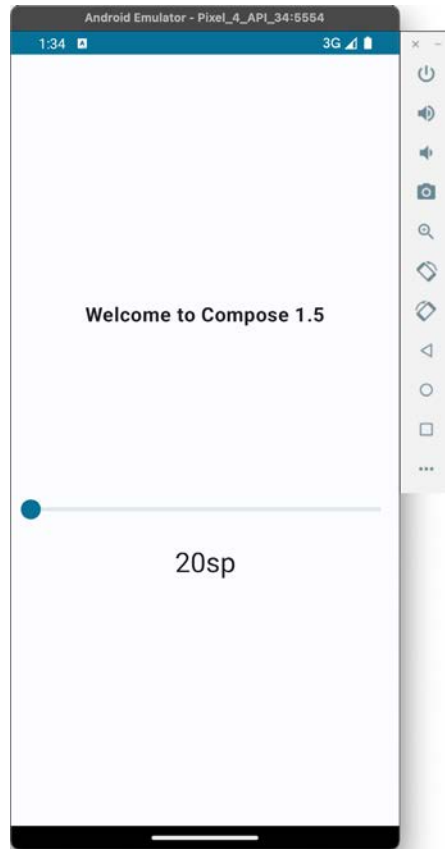 Android Emulator - Pixel_4_API_34:5554
1:34 A 3G
Welcome to Compose 1.5
20sp